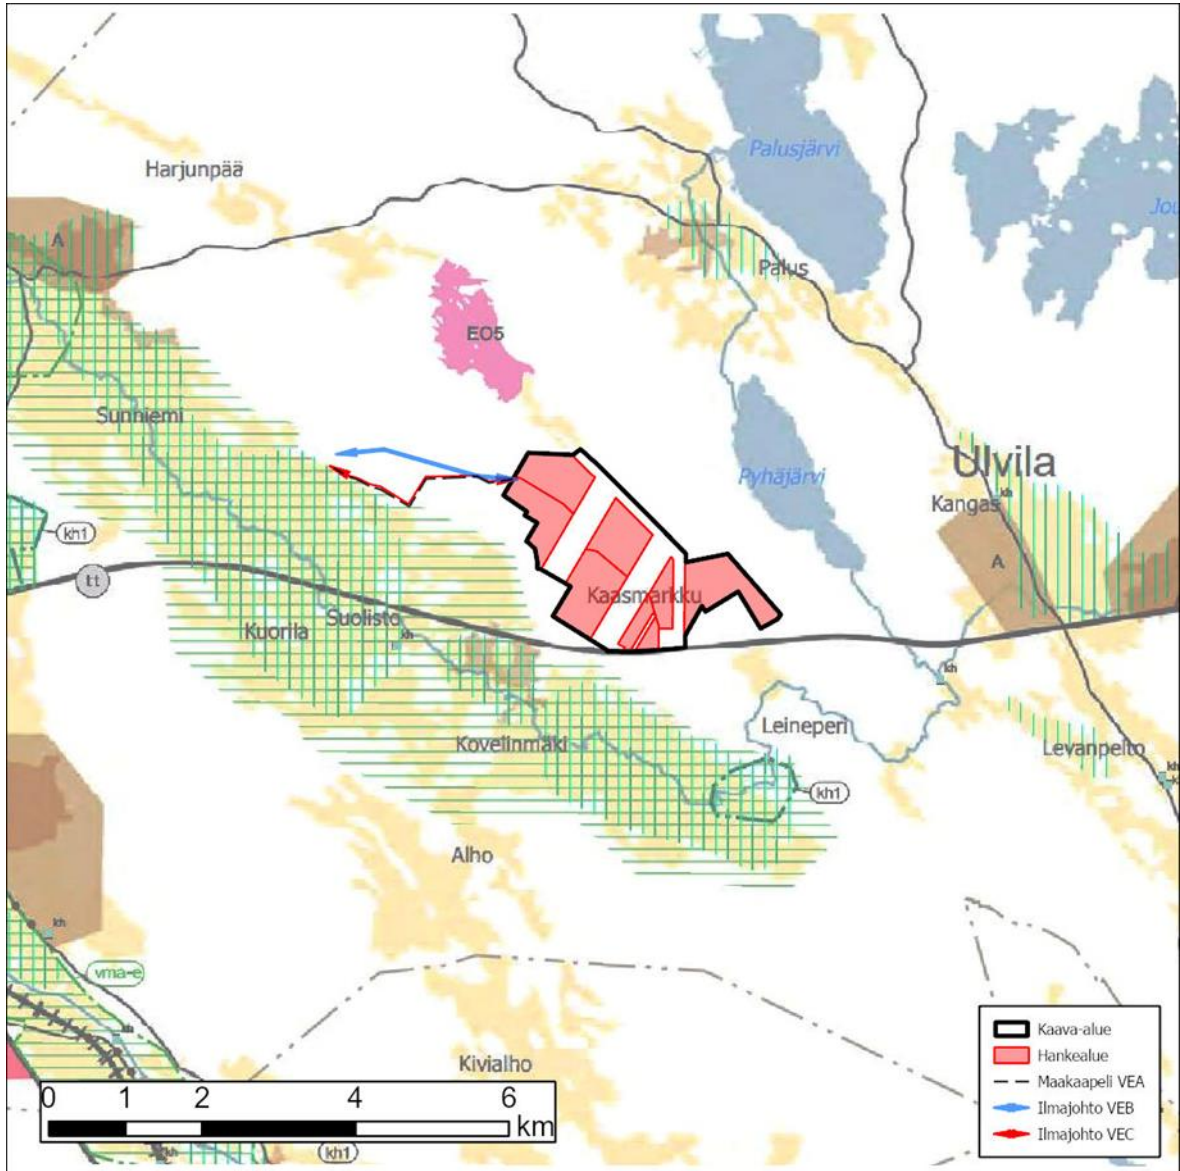 Palusjärvi
Harjunpää
Jou
A
Palus
EO5
Sunniemi
Ulvila
Pyhäjärvi
Kangas
kh
kh1
A
tt
Kaasmarkku
Suolisto
Kuorila
kh
kh
Leineperi
Kovelinmäki
Levanpelto
kh
k
kh1
Alho
kh
vma-e
Kaava-alue
Hankealue
kh
Maakaapeli VEA
Kivialho
Ilmajohto VEB
0 1 2 4 6
km
Ilmajohto VEC
kh
kh1